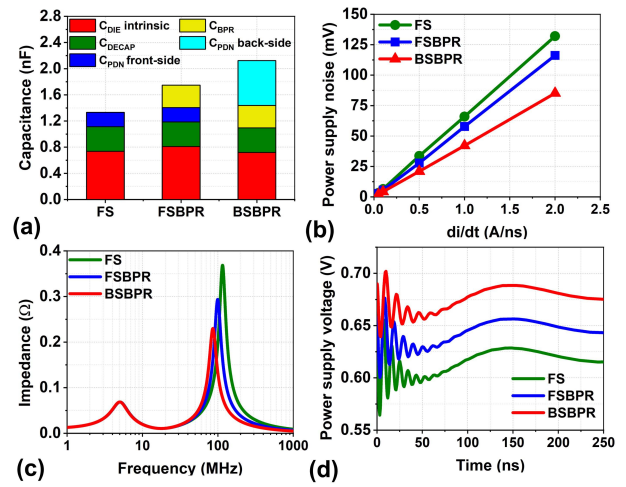 Capacitance (nF)
2.8
2.4
2.0
1.6
1.2
0.8
0.4
0.0
C_DIE intrinsic
C_BPR
C_DECAP
C_PDN back-side
C_PDN front-side
FS
FSBPR
BSBPR
(a)
Power supply noise (mV)
150
125
100
75
50
25
0
FS
FSBPR
BSBPR
0.0
0.5
1.0
1.5
2.0
2.5
di/dt (A/ns)
(b)
Impedance (Ω)
0.4
0.3
0.2
0.1
0.0
FS
FSBPR
BSBPR
1
10
100
1000
Frequency (MHz)
(c)
Power supply voltage (V)
0.70
0.65
0.60
0.55
FS
FSBPR
BSBPR
0
50
100
150
200
250
Time (ns)
(d)